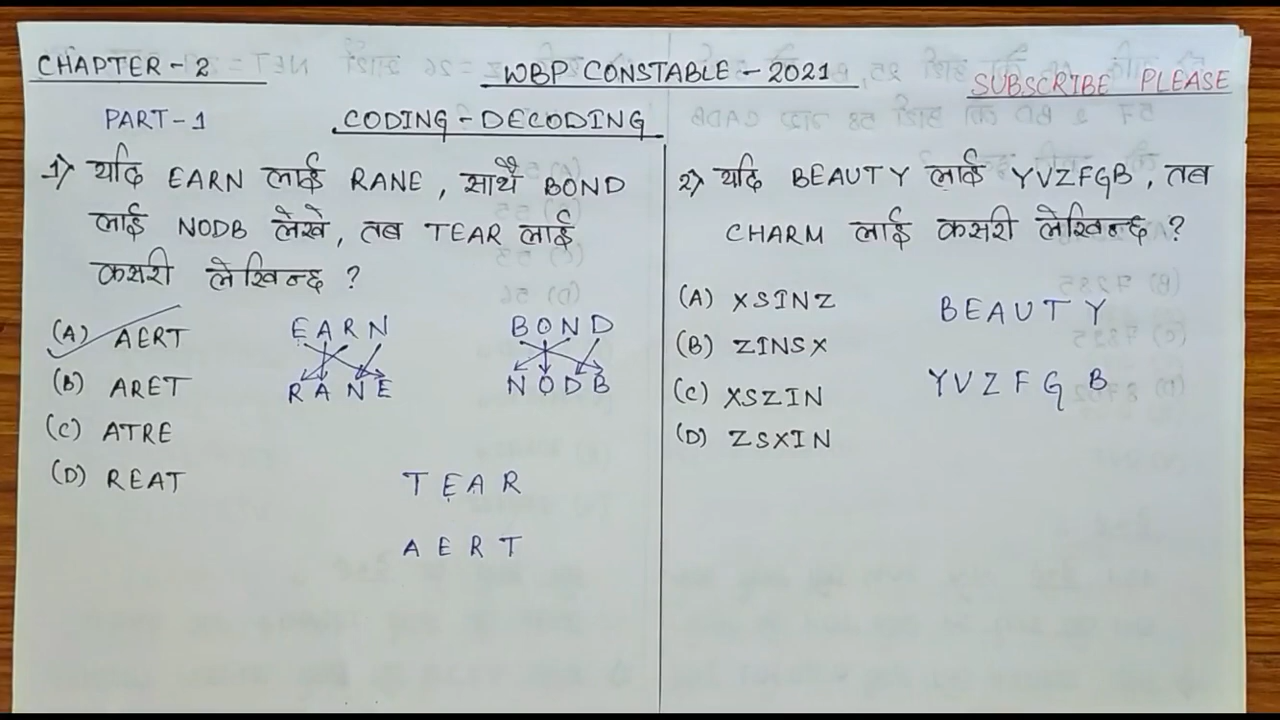 CHAPTER - 2
WBP CONSTABLE - 2021
SUBSCRIBE PLEASE
PART - 1
CODING - DECODING
1) यदि EARN लाई RANE, साथै BOND
लाई NODB लेखे, तब TEAR लाई
कसरी लेखिन्छ ?
(A) AERT
(B) ARET
(C) ATRE
(D) REAT
EARN
RANE
BOND
NODB
TEAR
AERT
2) यदि BEAUTY लाई YVZFGB, तब
CHARM लाई कसरी लेखिन्छ ?
(A) XSINZ
(B) ZINSX
(C) XSZIN
(D) ZSXIN
BEAUTY
YVZFGB